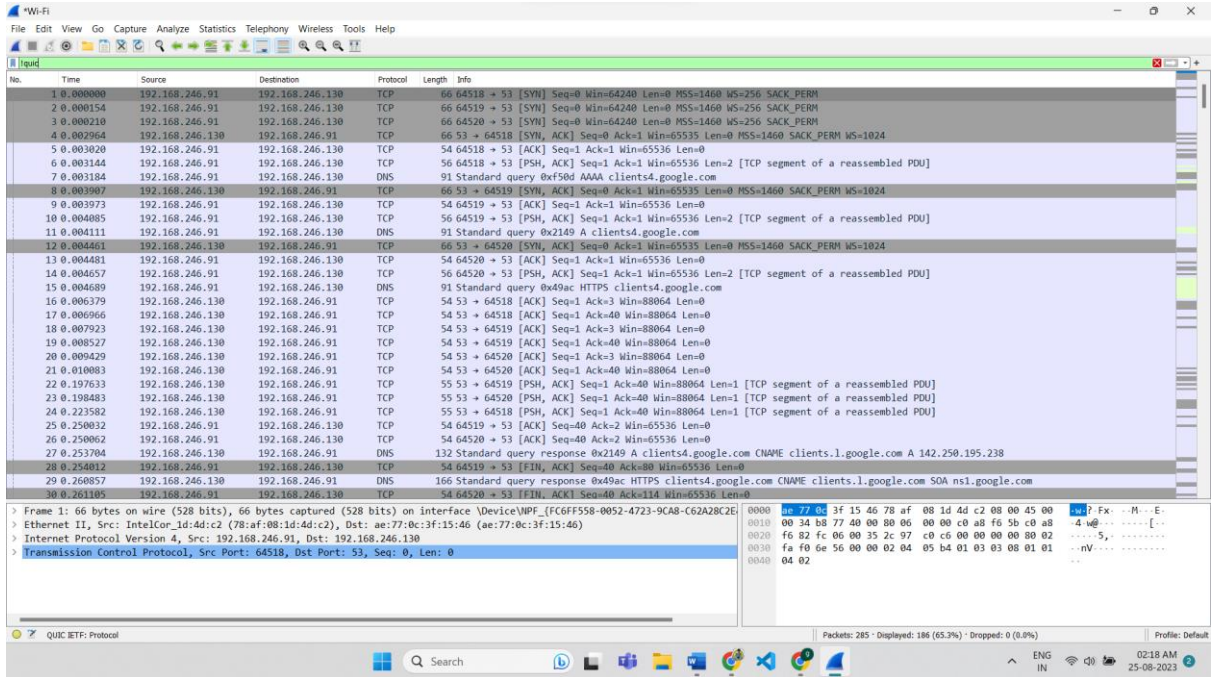 *Wi-Fi
File Edit View Go Capture Analyze Statistics Telephony Wireless Tools Help
!quic
No. Time Source Destination Protocol Length Info
1 0.000000 192.168.246.91 192.168.246.130 TCP 66 64518 → 53 [SYN] Seq=0 Win=64240 Len=0 MSS=1460 WS=256 SACK_PERM
2 0.000154 192.168.246.91 192.168.246.130 TCP 66 64519 → 53 [SYN] Seq=0 Win=64240 Len=0 MSS=1460 WS=256 SACK_PERM
3 0.000210 192.168.246.91 192.168.246.130 TCP 66 64520 → 53 [SYN] Seq=0 Win=64240 Len=0 MSS=1460 WS=256 SACK_PERM
4 0.002964 192.168.246.130 192.168.246.91 TCP 66 53 → 64518 [SYN, ACK] Seq=0 Ack=1 Win=65535 Len=0 MSS=1460 SACK_PERM WS=1024
5 0.003020 192.168.246.91 192.168.246.130 TCP 54 64518 → 53 [ACK] Seq=1 Ack=1 Win=65536 Len=0
6 0.003144 192.168.246.91 192.168.246.130 TCP 56 64518 → 53 [PSH, ACK] Seq=1 Ack=1 Win=65536 Len=2 [TCP segment of a reassembled PDU]
7 0.003184 192.168.246.91 192.168.246.130 DNS 91 Standard query 0xf50d AAAA clients4.google.com
8 0.003907 192.168.246.130 192.168.246.91 TCP 66 53 → 64519 [SYN, ACK] Seq=0 Ack=1 Win=65535 Len=0 MSS=1460 SACK_PERM WS=1024
9 0.003973 192.168.246.91 192.168.246.130 TCP 54 64519 → 53 [ACK] Seq=1 Ack=1 Win=65536 Len=0
10 0.004085 192.168.246.91 192.168.246.130 TCP 56 64519 → 53 [PSH, ACK] Seq=1 Ack=1 Win=65536 Len=2 [TCP segment of a reassembled PDU]
11 0.004111 192.168.246.91 192.168.246.130 DNS 91 Standard query 0x2149 A clients4.google.com
12 0.004461 192.168.246.130 192.168.246.91 TCP 66 53 → 64520 [SYN, ACK] Seq=0 Ack=1 Win=65535 Len=0 MSS=1460 SACK_PERM WS=1024
13 0.004481 192.168.246.91 192.168.246.130 TCP 54 64520 → 53 [ACK] Seq=1 Ack=1 Win=65536 Len=0
14 0.004657 192.168.246.91 192.168.246.130 TCP 56 64520 → 53 [PSH, ACK] Seq=1 Ack=1 Win=65536 Len=2 [TCP segment of a reassembled PDU]
15 0.004689 192.168.246.91 192.168.246.130 DNS 91 Standard query 0x49ac HTTPS clients4.google.com
16 0.006379 192.168.246.130 192.168.246.91 TCP 54 53 → 64518 [ACK] Seq=1 Ack=3 Win=88064 Len=0
17 0.006966 192.168.246.130 192.168.246.91 TCP 54 53 → 64518 [ACK] Seq=1 Ack=40 Win=88064 Len=0
18 0.007923 192.168.246.130 192.168.246.91 TCP 54 53 → 64519 [ACK] Seq=1 Ack=3 Win=88064 Len=0
19 0.008527 192.168.246.130 192.168.246.91 TCP 54 53 → 64519 [ACK] Seq=1 Ack=40 Win=88064 Len=0
20 0.009429 192.168.246.130 192.168.246.91 TCP 54 53 → 64520 [ACK] Seq=1 Ack=3 Win=88064 Len=0
21 0.010083 192.168.246.130 192.168.246.91 TCP 54 53 → 64520 [ACK] Seq=1 Ack=40 Win=88064 Len=0
22 0.197633 192.168.246.130 192.168.246.91 TCP 55 53 → 64519 [PSH, ACK] Seq=1 Ack=40 Win=88064 Len=1 [TCP segment of a reassembled PDU]
23 0.198483 192.168.246.130 192.168.246.91 TCP 55 53 → 64520 [PSH, ACK] Seq=1 Ack=40 Win=88064 Len=1 [TCP segment of a reassembled PDU]
24 0.223582 192.168.246.130 192.168.246.91 TCP 55 53 → 64518 [PSH, ACK] Seq=1 Ack=40 Win=88064 Len=1 [TCP segment of a reassembled PDU]
25 0.250032 192.168.246.91 192.168.246.130 TCP 54 64519 → 53 [ACK] Seq=40 Ack=2 Win=65536 Len=0
26 0.250062 192.168.246.91 192.168.246.130 TCP 54 64520 → 53 [ACK] Seq=40 Ack=2 Win=65536 Len=0
27 0.253704 192.168.246.130 192.168.246.91 DNS 132 Standard query response 0x2149 A clients4.google.com CNAME clients.l.google.com A 142.250.195.238
28 0.254012 192.168.246.91 192.168.246.130 TCP 54 64519 → 53 [FIN, ACK] Seq=40 Ack=80 Win=65536 Len=0
29 0.260857 192.168.246.130 192.168.246.91 DNS 166 Standard query response 0x49ac HTTPS clients4.google.com CNAME clients.l.google.com SOA ns1.google.com
30 0.261105 192.168.246.91 192.168.246.130 TCP 54 64520 → 53 [FIN, ACK] Seq=40 Ack=114 Win=65536 Len=0
> Frame 1: 66 bytes on wire (528 bits), 66 bytes captured (528 bits) on interface \Device\NPF_{FC6FF558-0052-4723-9CA8-C62A28C2E
> Ethernet II, Src: IntelCor_1d:4d:c2 (78:af:08:1d:4d:c2), Dst: ae:77:0c:3f:15:46 (ae:77:0c:3f:15:46)
> Internet Protocol Version 4, Src: 192.168.246.91, Dst: 192.168.246.130
> Transmission Control Protocol, Src Port: 64518, Dst Port: 53, Seq: 0, Len: 0
0000 ae 77 0c 3f 15 46 78 af 08 1d 4d c2 08 00 45 00 ·w·?·Fx· ··M···E·
0010 00 34 b8 77 40 00 80 06 00 00 c0 a8 f6 5b c0 a8 ·4·w@··· ·····[··
0020 f6 82 fc 06 00 35 2c 97 c0 c6 00 00 00 00 80 02 ·····5,· ········
0030 fa f0 6e 56 00 00 02 04 05 b4 01 03 03 08 01 01 ··nV···· ········
0040 04 02 ··
QUIC IETF: Protocol
Packets: 285 · Displayed: 186 (65.3%) · Dropped: 0 (0.0%)
Profile: Default
Search
ENG
IN
02:18 AM
25-08-2023
2